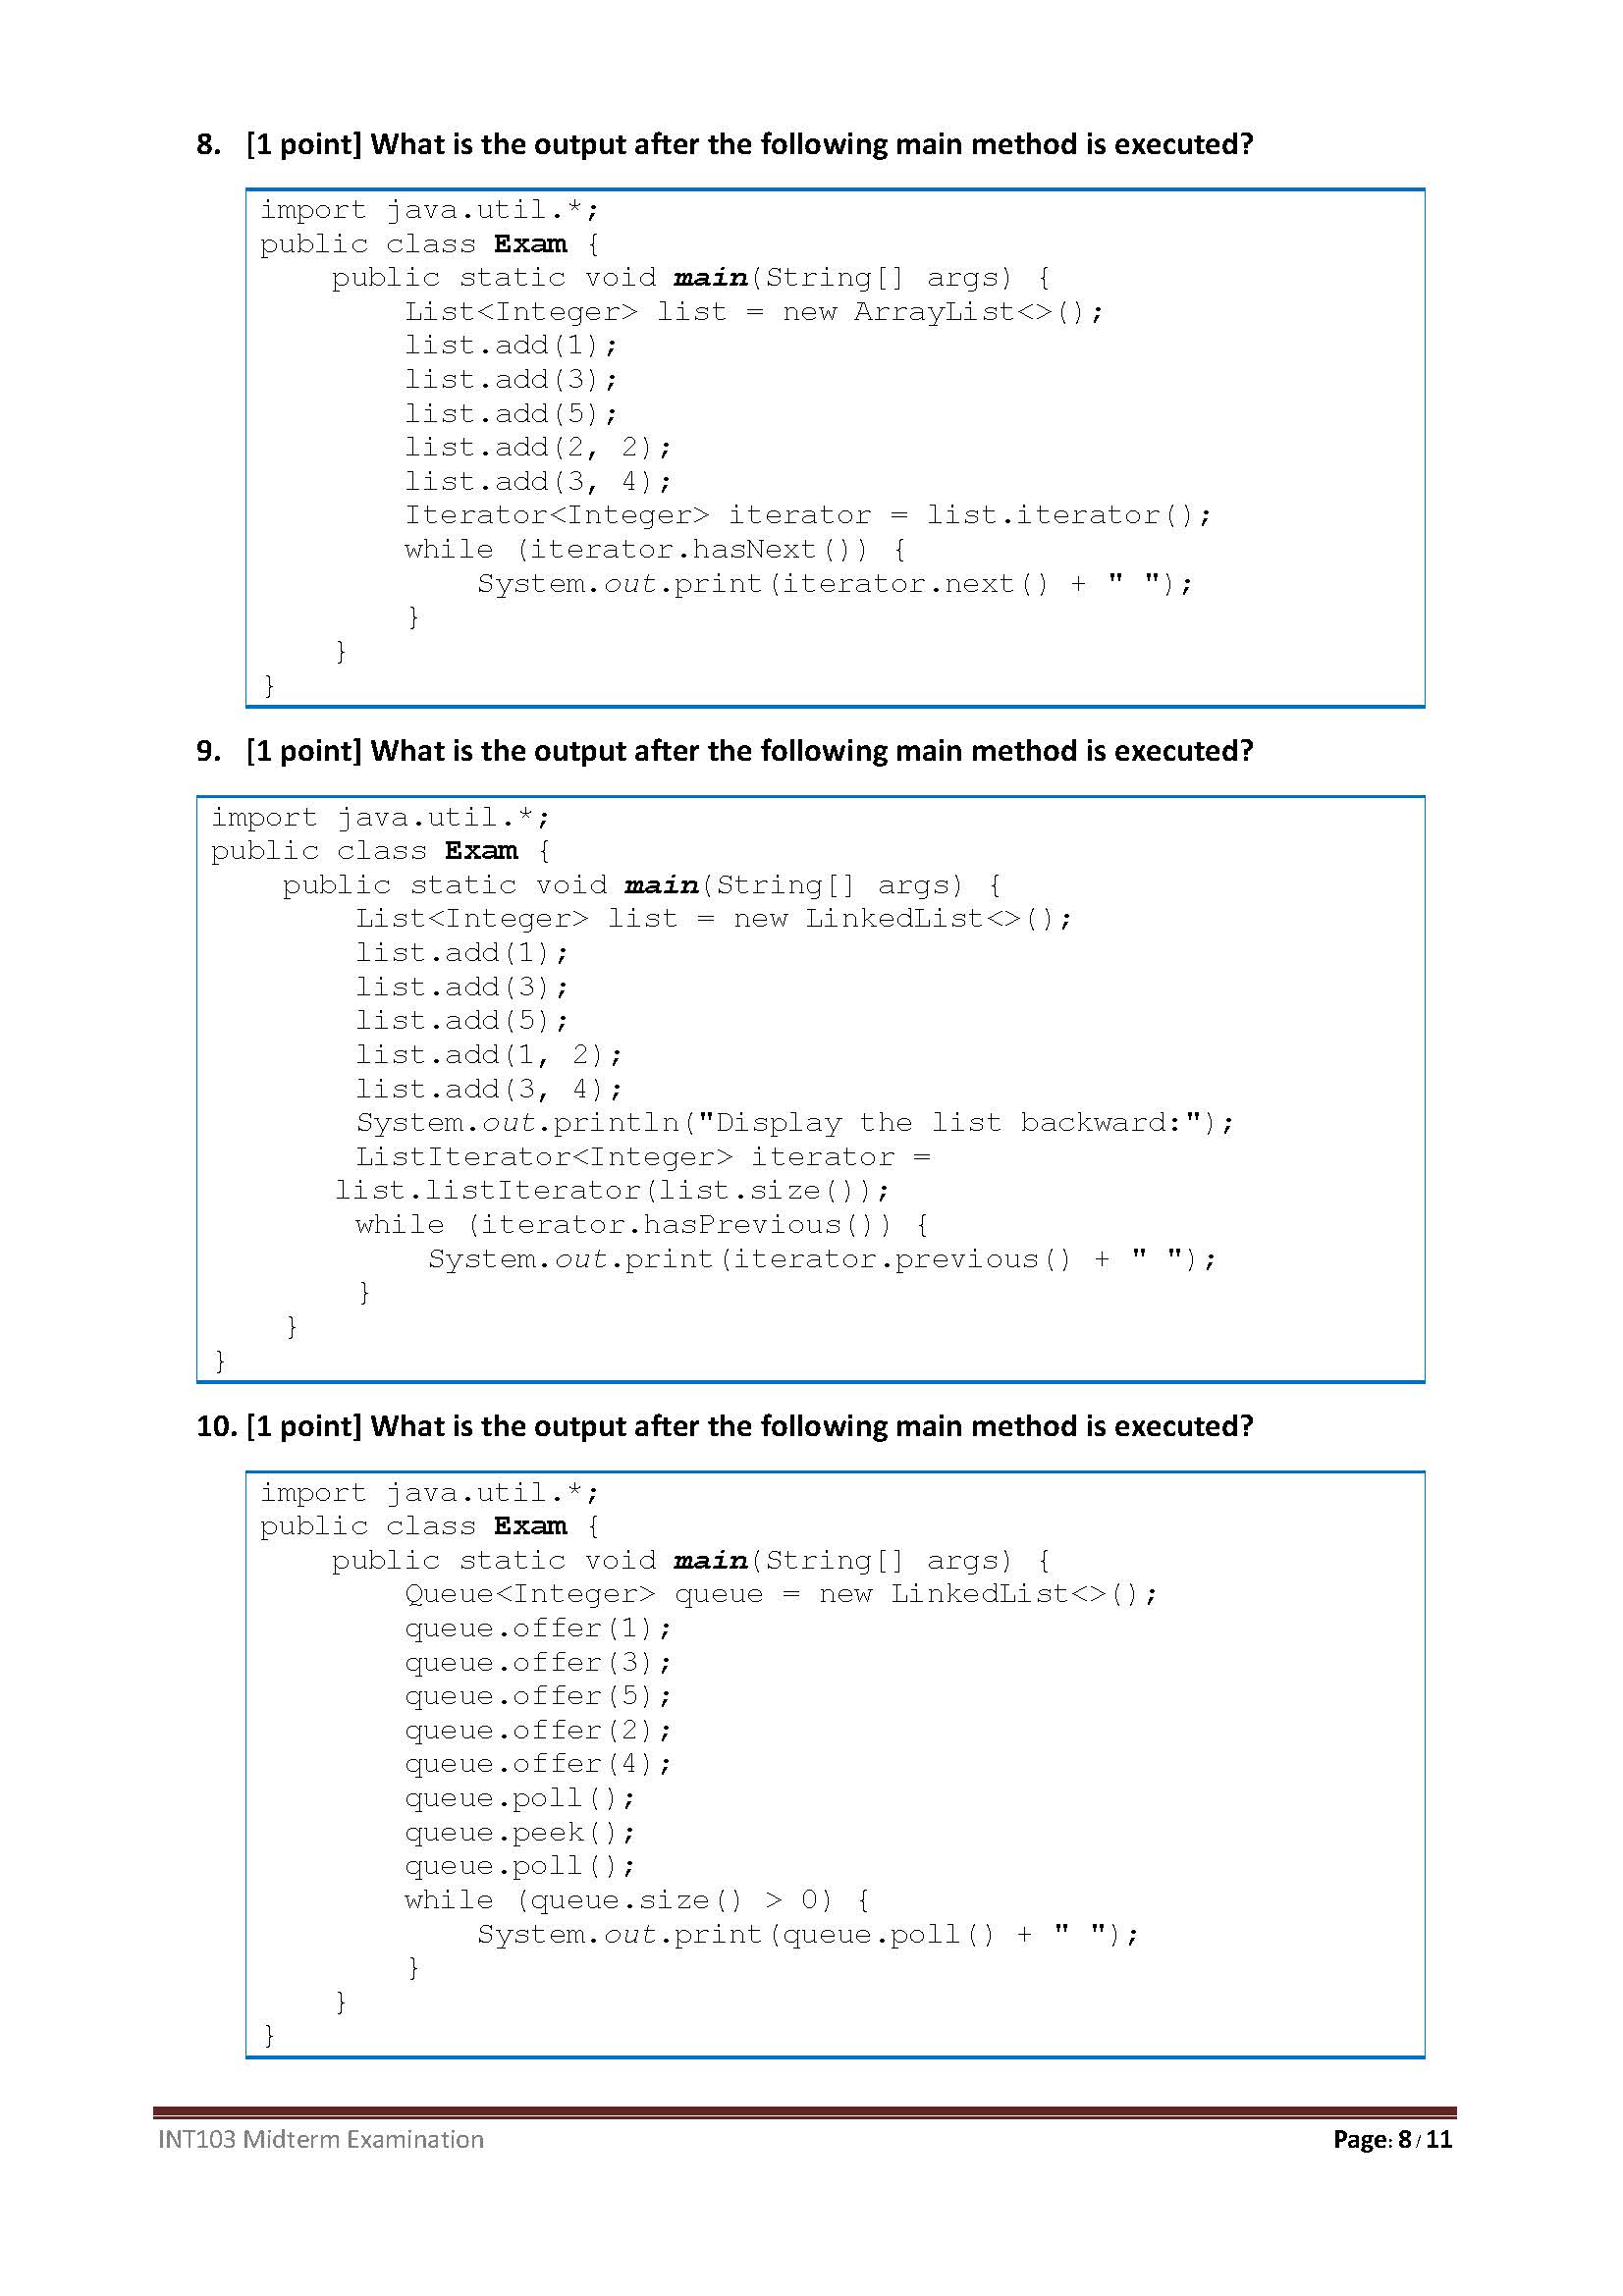 8. [1 point] What is the output after the following main method is executed?
import java.util.*;
public class Exam {
    public static void main(String[] args) {
        List<Integer> list = new ArrayList<>();
        list.add(1);
        list.add(3);
        list.add(5);
        list.add(2, 2);
        list.add(3, 4);
        Iterator<Integer> iterator = list.iterator();
        while (iterator.hasNext()) {
            System.out.print(iterator.next() + " ");
        }
    }
}
9. [1 point] What is the output after the following main method is executed?
import java.util.*;
public class Exam {
    public static void main(String[] args) {
        List<Integer> list = new LinkedList<>();
        list.add(1);
        list.add(3);
        list.add(5);
        list.add(1, 2);
        list.add(3, 4);
        System.out.println("Display the list backward:");
        ListIterator<Integer> iterator =
       list.listIterator(list.size());
        while (iterator.hasPrevious()) {
            System.out.print(iterator.previous() + " ");
        }
    }
}
10. [1 point] What is the output after the following main method is executed?
import java.util.*;
public class Exam {
    public static void main(String[] args) {
        Queue<Integer> queue = new LinkedList<>();
        queue.offer(1);
        queue.offer(3);
        queue.offer(5);
        queue.offer(2);
        queue.offer(4);
        queue.poll();
        queue.peek();
        queue.poll();
        while (queue.size() > 0) {
            System.out.print(queue.poll() + " ");
        }
    }
}
INT103 Midterm Examination Page: 8 / 11